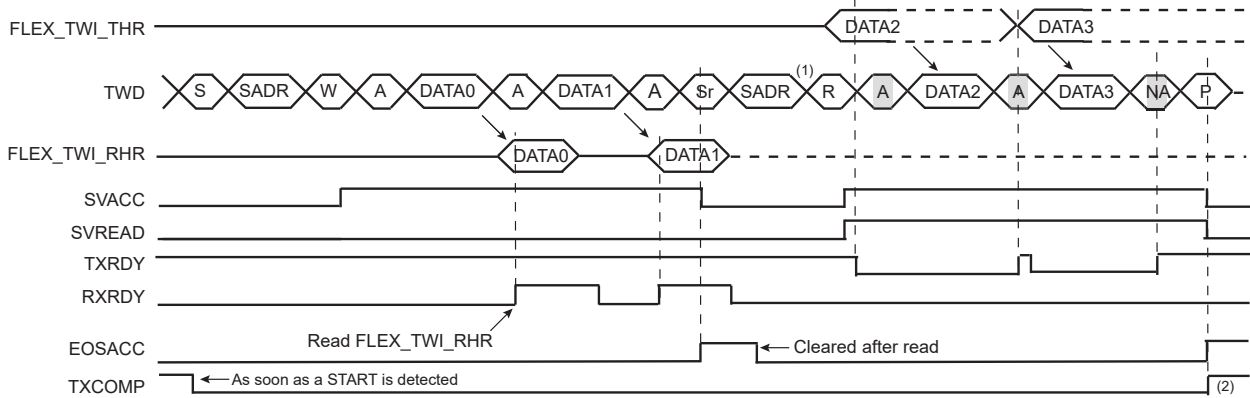 FLEX_TWI_THR DATA2 DATA3
(1)
TWD S SADR W A DATA0 A DATA1 A Sr SADR R A DATA2 A DATA3 NA P
FLEX_TWI_RHR DATA0 DATA1
SVACC
SVREAD
TXRDY
RXRDY
Read FLEX_TWI_RHR
EOSACC Cleared after read
TXCOMP As soon as a START is detected (2)